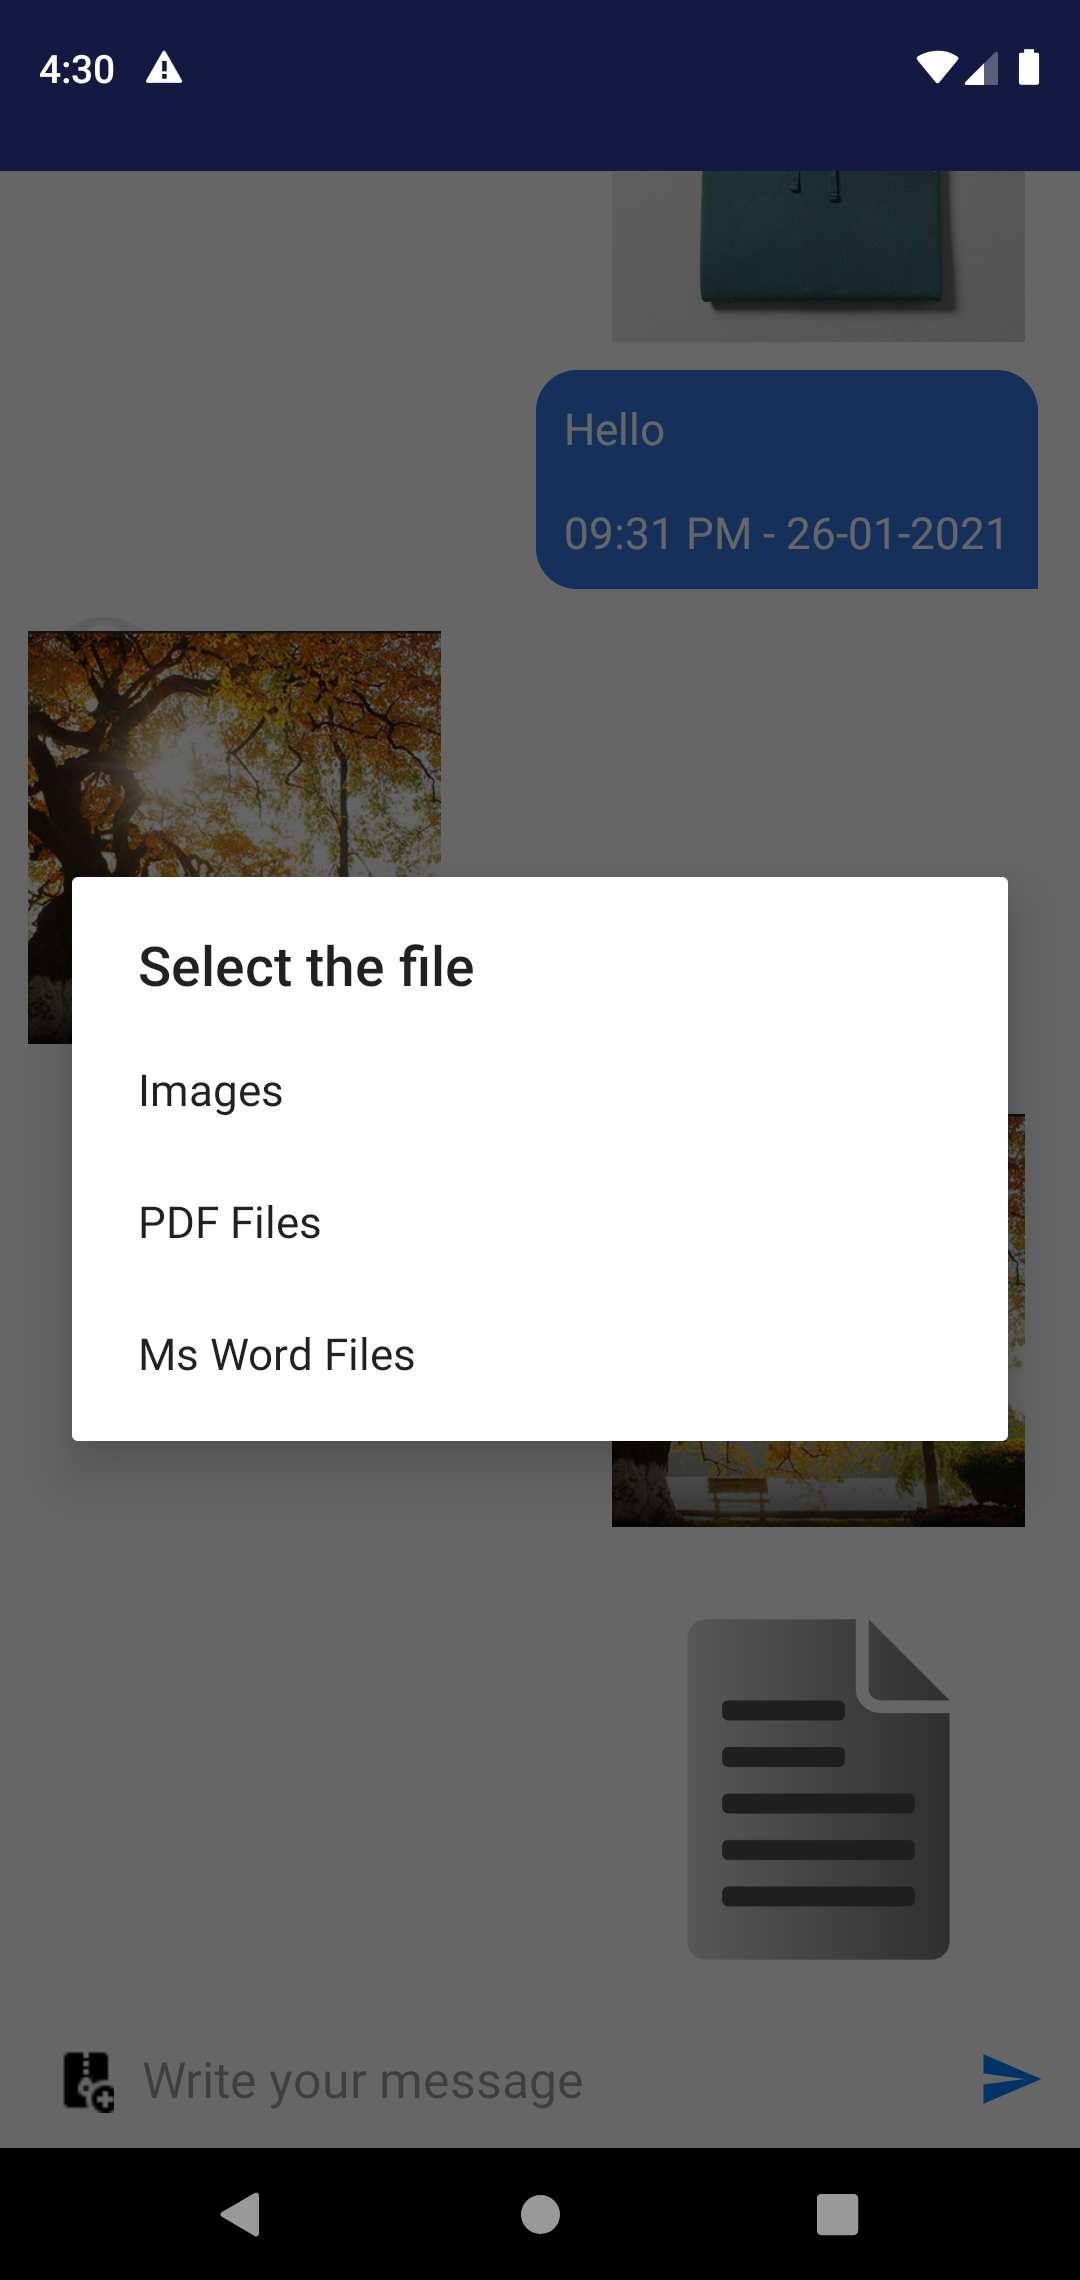 4:30
Hello
09:31 PM - 26-01-2021
Select the file
Images
PDF Files
Ms Word Files
Write your message